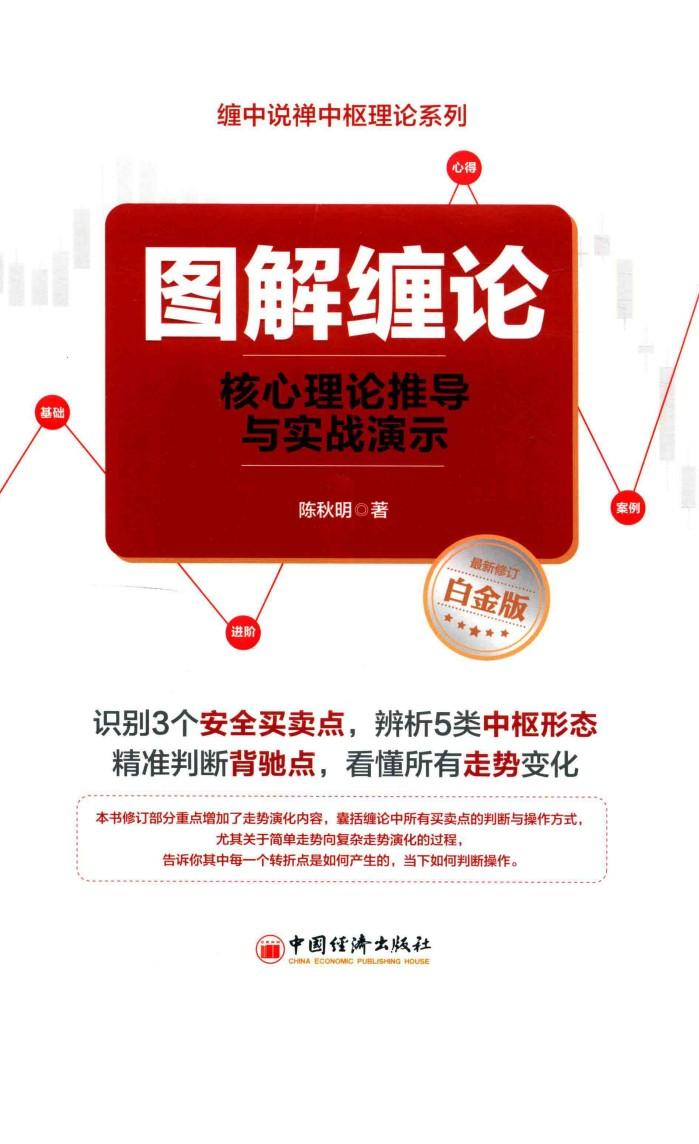 缠中说禅中枢理论系列
心得
图解缠论
核心理论推导
与实战演示
基础
陈秋明◎著
案例
最新修订
白金版
进阶
识别3个安全买卖点，辨析5类中枢形态
精准判断背驰点，看懂所有走势变化
本书修订部分重点增加了走势演化内容，囊括缠论中所有买卖点的判断与操作方式，
尤其关于简单走势向复杂走势演化的过程，
告诉你其中每一个转折点是如何产生的，当下如何判断操作。
中国经济出版社
CHINA ECONOMIC PUBLISHING HOUSE